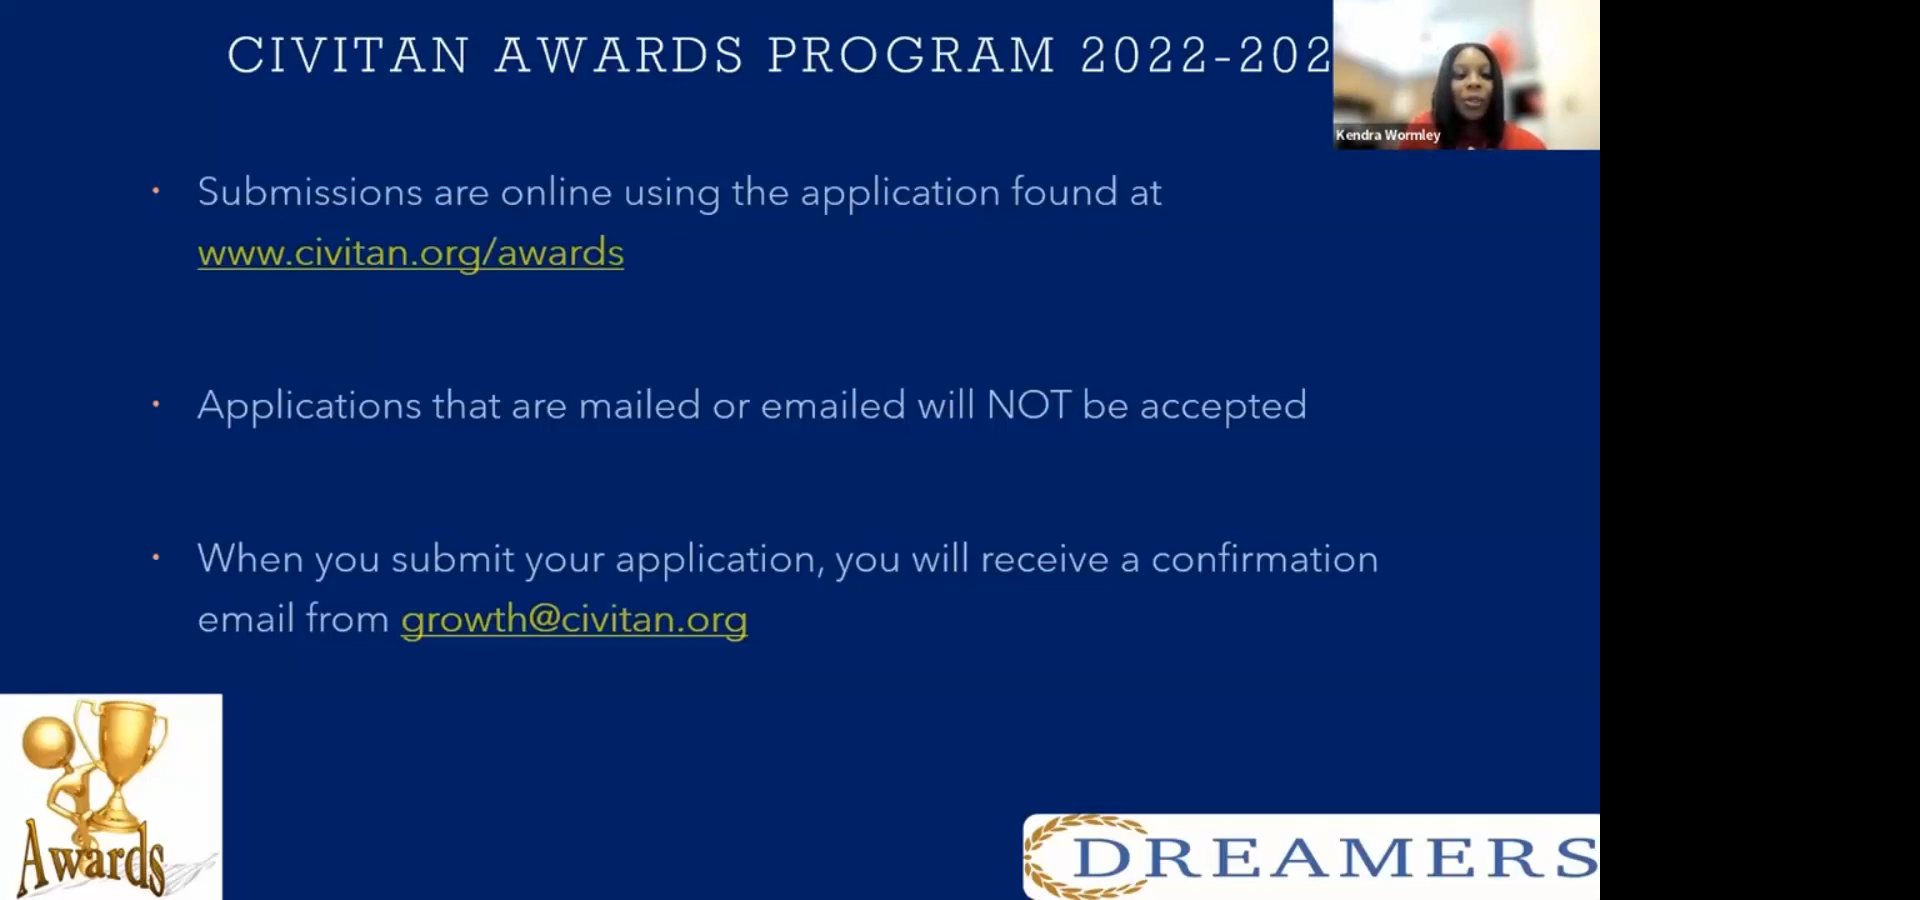 CIVITAN AWARDS PROGRAM 2022-202
Kendra Wormley
Submissions are online using the application found at
www.civitan.org/awards
Applications that are mailed or emailed will NOT be accepted
When you submit your application, you will receive a confirmation
email from growth@civitan.org
Awards
DREAMERS